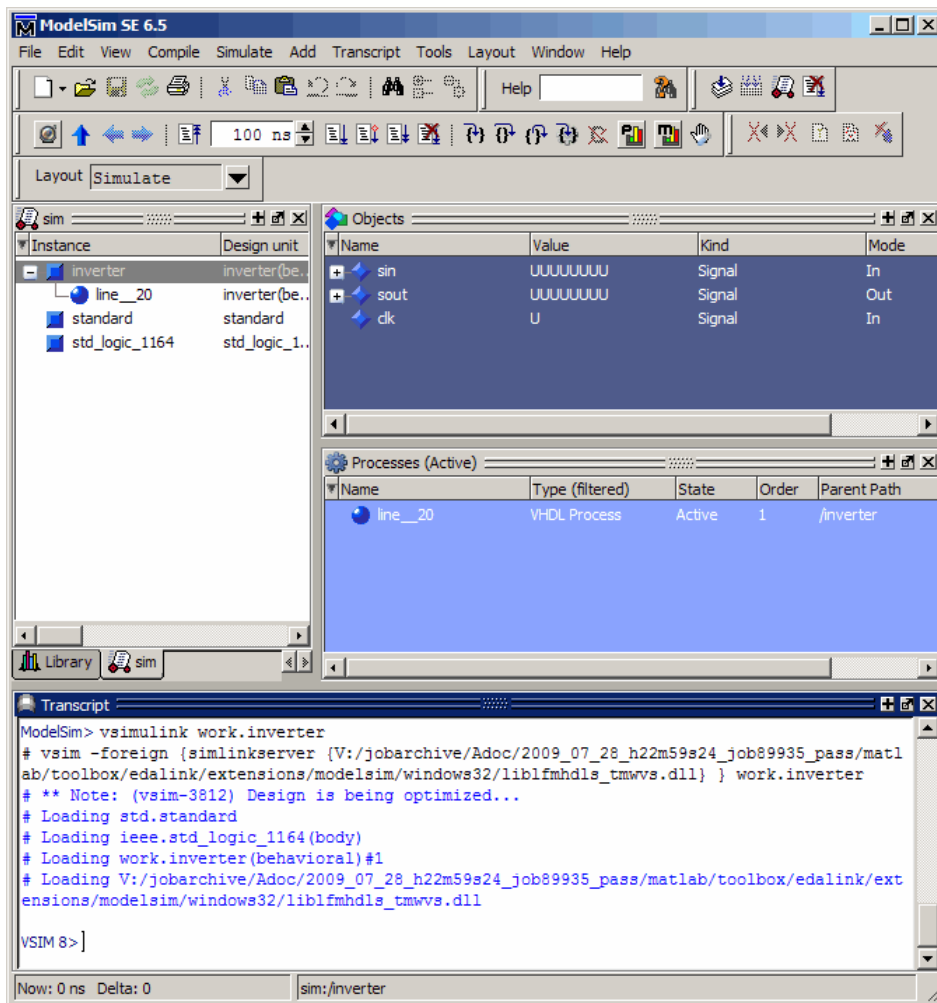 ModelSim SE 6.5
File Edit View Compile Simulate Add Transcript Tools Layout Window Help
Help
100 ns
Layout Simulate
sim
Instance Design unit
inverter inverter(be..
line__20 inverter(be..
standard standard
std_logic_1164 std_logic_1..
Library sim
Objects
Name Value Kind Mode
sin UUUUUUUU Signal In
sout UUUUUUUU Signal Out
clk U Signal In
Processes (Active)
Name Type (filtered) State Order Parent Path
line__20 VHDL Process Active 1 /inverter
Transcript
ModelSim> vsimulink work.inverter
# vsim -foreign {simlinkserver {V:/jobarchive/Adoc/2009_07_28_h22m59s24_job89935_pass/matl
ab/toolbox/edalink/extensions/modelsim/windows32/liblfmhdls_tmwvs.dll} } work.inverter
# ** Note: (vsim-3812) Design is being optimized...
# Loading std.standard
# Loading ieee.std_logic_1164(body)
# Loading work.inverter(behavioral)#1
# Loading V:/jobarchive/Adoc/2009_07_28_h22m59s24_job89935_pass/matlab/toolbox/edalink/ext
ensions/modelsim/windows32/liblfmhdls_tmwvs.dll
VSIM 8>
Now: 0 ns Delta: 0 sim:/inverter